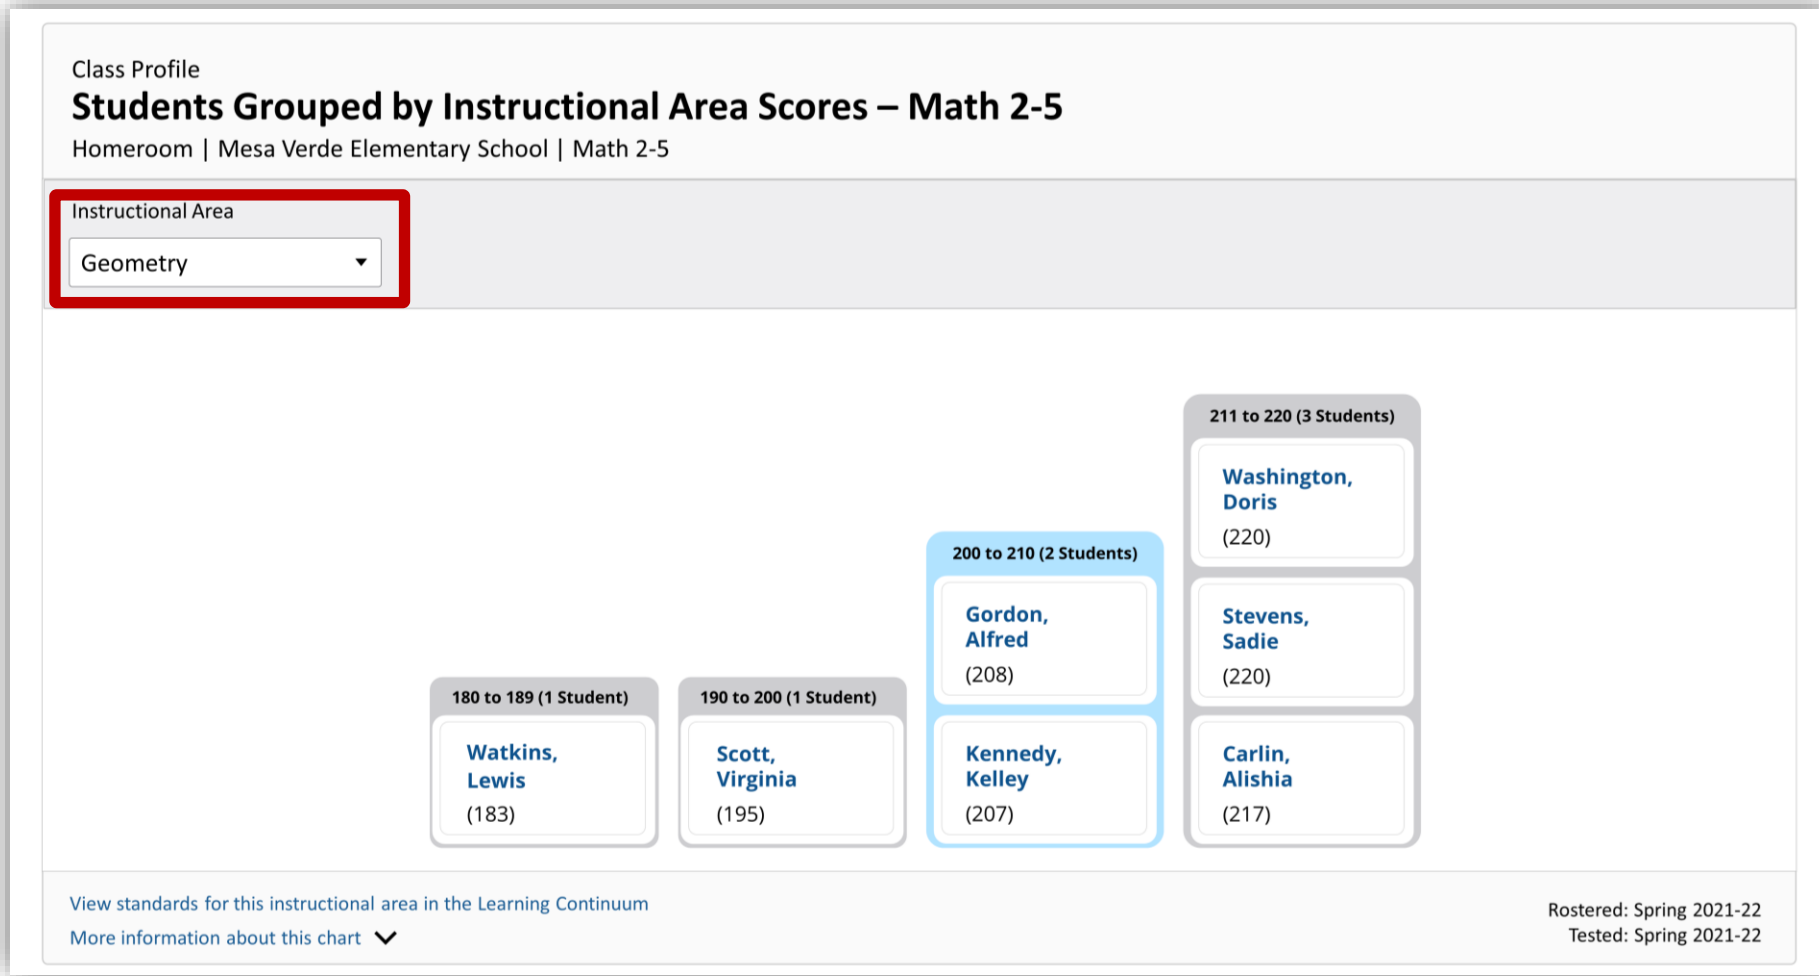 Class Profile
Students Grouped by Instructional Area Scores – Math 2-5
Homeroom | Mesa Verde Elementary School | Math 2-5
Instructional Area
Geometry
180 to 189 (1 Student)
Watkins,
Lewis
(183)
190 to 200 (1 Student)
Scott,
Virginia
(195)
200 to 210 (2 Students)
Gordon,
Alfred
(208)
Kennedy,
Kelley
(207)
211 to 220 (3 Students)
Washington,
Doris
(220)
Stevens,
Sadie
(220)
Carlin,
Alishia
(217)
View standards for this instructional area in the Learning Continuum
More information about this chart
Rostered: Spring 2021-22
Tested: Spring 2021-22